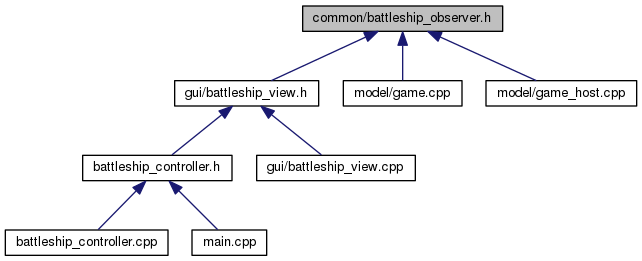 common/battleship_observer.h
gui/battleship_view.h
model/game.cpp
model/game_host.cpp
battleship_controller.h
gui/battleship_view.cpp
battleship_controller.cpp
main.cpp